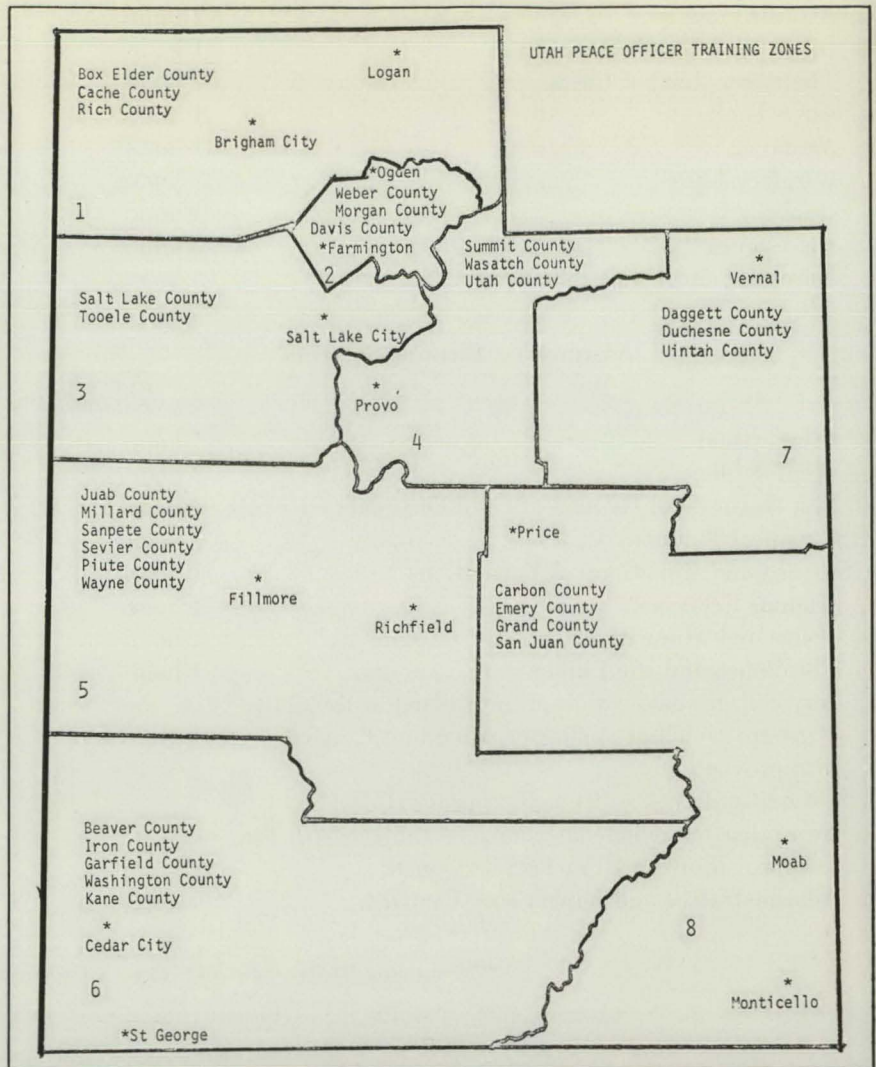 UTAH PEACE OFFICER TRAINING ZONES
*
Logan
Box Elder County
Cache County
Rich County
*
Brigham City
1
*Ogden
Weber County
Morgan County
Davis County
*Farmington
2
Summit County
Wasatch County
Utah County
*
Vernal
Daggett County
Duchesne County
Uintah County
7
Salt Lake County
Tooele County
*
Salt Lake City
3
*
Provo
4
Juab County
Millard County
Sanpete County
Sevier County
Piute County
Wayne County
*
Fillmore
*
Richfield
5
*Price
Carbon County
Emery County
Grand County
San Juan County
Beaver County
Iron County
Garfield County
Washington County
Kane County
*
Cedar City
6
*St George
*
Moab
8
*
Monticello